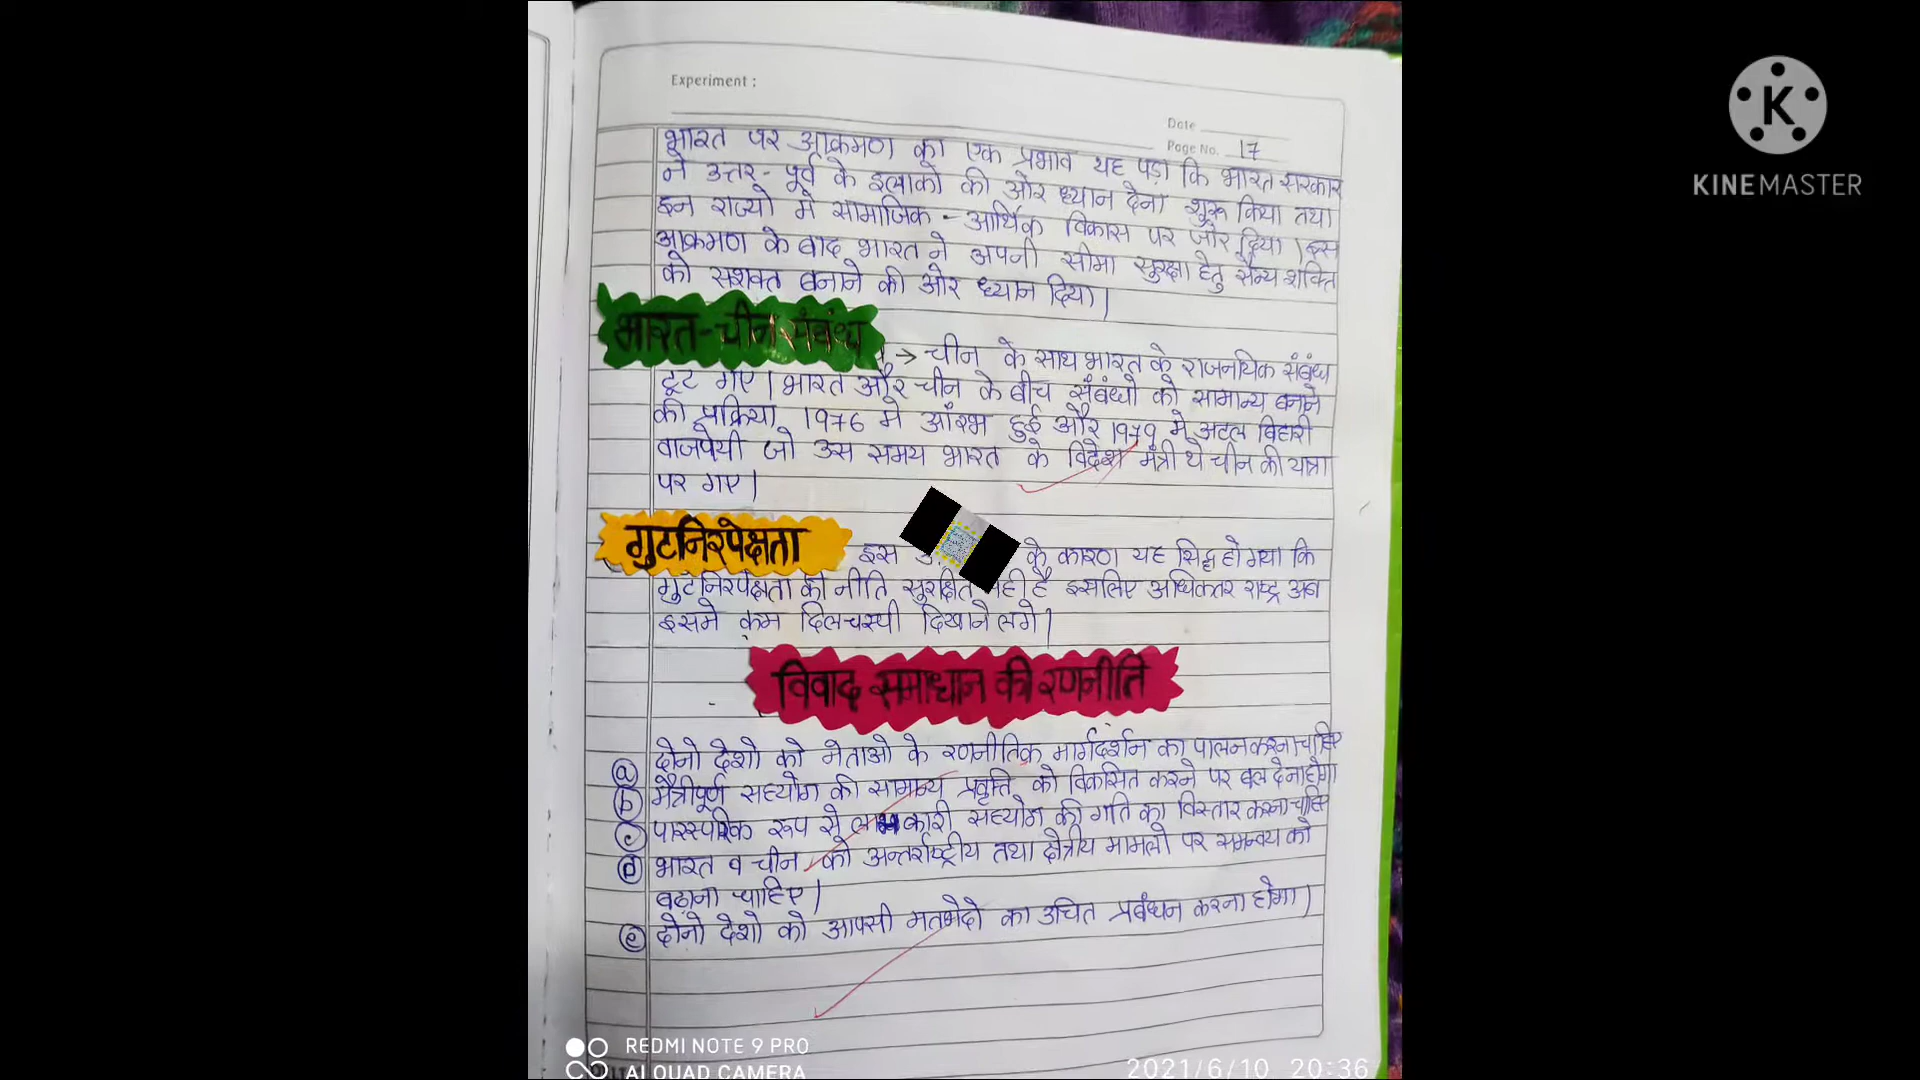 Experiment :
Date
Page No. 17
भारत पर आक्रमण का एक प्रभाव यह पड़ा कि भारत सरकार
ने उत्तर - पूर्व के इलाको की ओर ध्यान देना शुरू किया तथा
इन राज्यो मे सामाजिक - आर्थिक विकास पर जोर दिया । इस
आक्रमण के बाद भारत ने अपनी सीमा सुरक्षा हेतु सैन्य शक्ति
को सशक्त बनाने की ओर ध्यान दिया।
भारत-चीन संबंध
→ चीन के साथ भारत के राजनयिक संबंध
टूट गए । भारत और चीन के बीच संबंधो को सामान्य बनाने
की प्रक्रिया 1976 मे आंरभ हुई और 1979 मे अटल बिहारी
वाजपेयी जो उस समय भारत के विदेश मंत्री थे चीन की यात्रा
पर गए।
गुटनिरपेक्षता
इस के कारण यह सिद्ध हो गया कि
गुटनिरपेक्षता की नीति सुरक्षित नही है इसलिए अधिकतर राष्ट्र अब
इसमे कम दिलचस्पी दिखाने लगे।
विवाद समाधान की रणनीति
(a) दोनो देशो को नेताओ के रणनीतिक मार्गदर्शन का पालन करना चाहिए
(b) मैत्रीपूर्ण सहयोग की सामान्य प्रवृत्ति को विकसित करने पर बल देना होगा
(c) पारस्परिक रूप से लाभकारी सहयोग की गति का विस्तार करना चाहिए
(d) भारत व चीन को अन्तर्राष्ट्रीय तथा क्षेत्रीय मामलो पर समन्वय को
बढ़ाना चाहिए।
(e) दोनो देशो को आपसी मतभेदो का उचित प्रबंधन करना होगा।
REDMI NOTE 9 PRO
AI QUAD CAMERA
2021/6/10 20:36
K
KINEMASTER